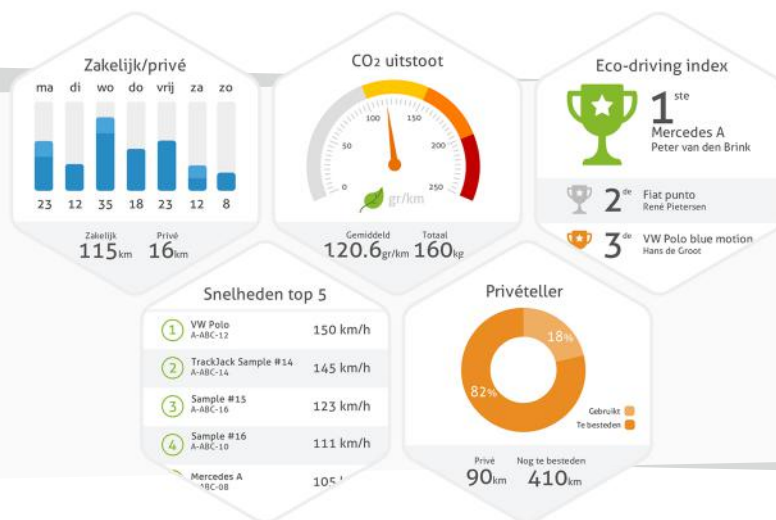 Zakelijk/privé
ma di wo do vrij za zo
23 12 35 18 23 12 8
Zakelijk Privé
115km 16km
CO2 uitstoot
0 50 100 150 200 250
gr/km
Gemiddeld Totaal
120.6gr/km 160kg
Eco-driving index
1ste
Mercedes A
Peter van den Brink
2de Fiat punto
René Pietersen
3de VW Polo blue motion
Hans de Groot
Snelheden top 5
1 VW Polo 150 km/h
A-ABC-12
2 TrackJack Sample #14 145 km/h
A-ABC-14
3 Sample #15 123 km/h
A-ABC-16
4 Sample #16 111 km/h
A-ABC-10
Mercedes A 105
ABC-08
Privételler
18%
82%
Gebruikt
Te besteden
Privé Nog te besteden
90km 410km